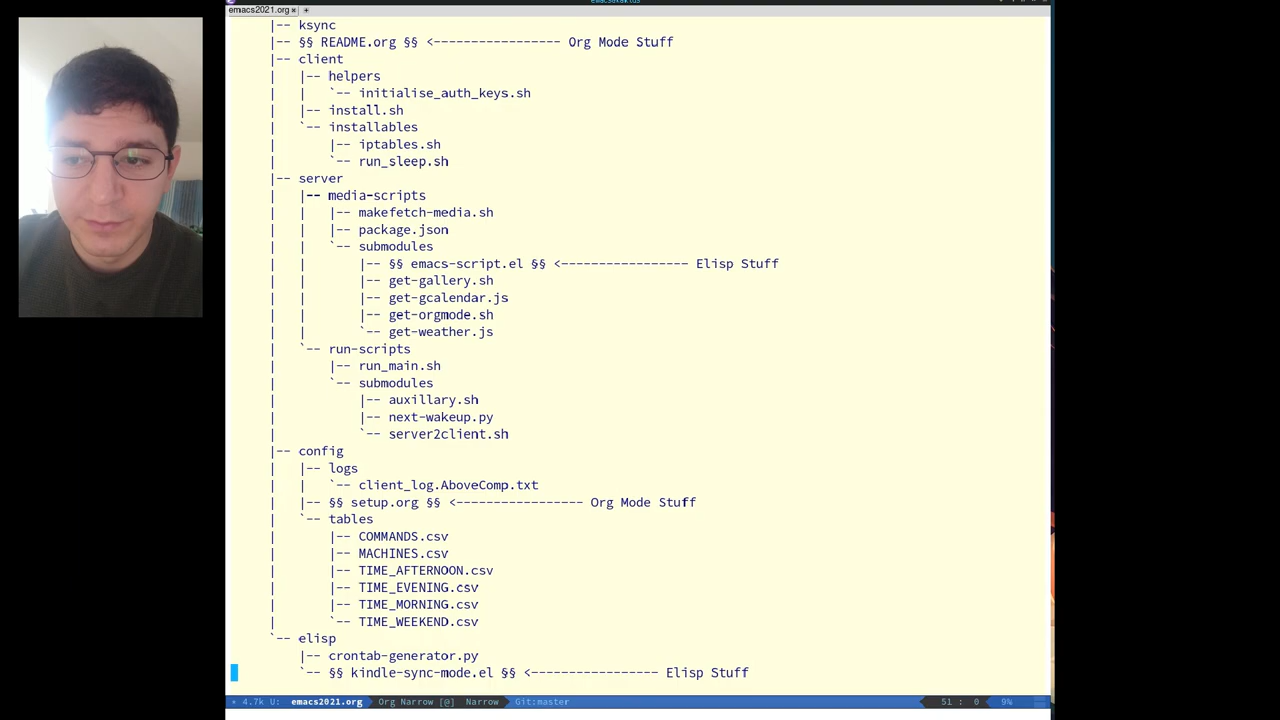 emacs2021.org × +
|-- ksync
|-- §§ README.org §§ <----------------- Org Mode Stuff
|-- client
|   |-- helpers
|   |   `-- initialise_auth_keys.sh
|   |-- install.sh
|   `-- installables
|       |-- iptables.sh
|       `-- run_sleep.sh
|-- server
|   |-- media-scripts
|   |   |-- makefetch-media.sh
|   |   |-- package.json
|   |   `-- submodules
|   |       |-- §§ emacs-script.el §§ <----------------- Elisp Stuff
|   |       |-- get-gallery.sh
|   |       |-- get-gcalendar.js
|   |       |-- get-orgmode.sh
|   |       `-- get-weather.js
|   `-- run-scripts
|       |-- run_main.sh
|       `-- submodules
|           |-- auxillary.sh
|           |-- next-wakeup.py
|           `-- server2client.sh
|-- config
|   |-- logs
|   |   `-- client_log.AboveComp.txt
|   |-- §§ setup.org §§ <----------------- Org Mode Stuff
|   `-- tables
|       |-- COMMANDS.csv
|       |-- MACHINES.csv
|       |-- TIME_AFTERNOON.csv
|       |-- TIME_EVENING.csv
|       |-- TIME_MORNING.csv
|       `-- TIME_WEEKEND.csv
`-- elisp
    |-- crontab-generator.py
    `-- §§ kindle-sync-mode.el §§ <----------------- Elisp Stuff
4.7k U: emacs2021.org Org Narrow [@] Narrow Git:master 51 : 0 9%